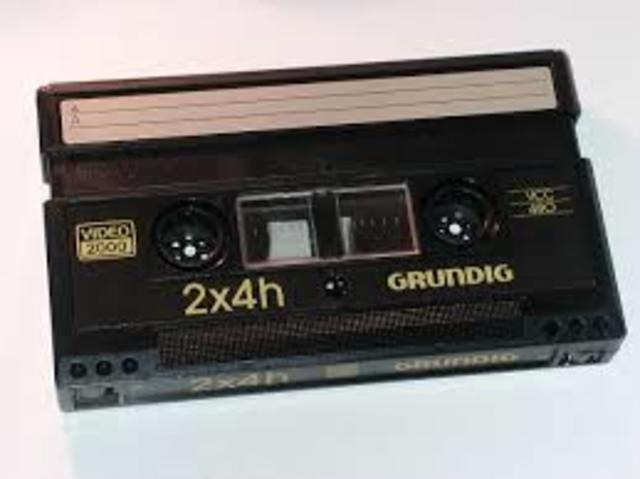 VIDEO
2000
VCC
480
2x4h
GRUNDIG
2x4h
GRUNDIG